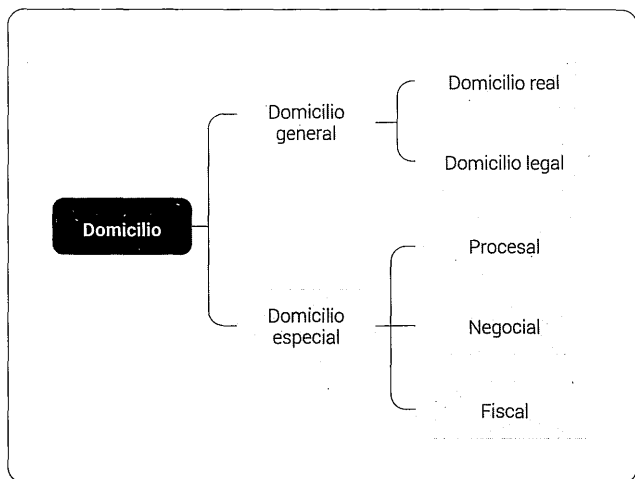 Domicilio
Domicilio
general
Domicilio real
Domicilio legal
Domicilio
especial
Procesal
Negocial
Fiscal